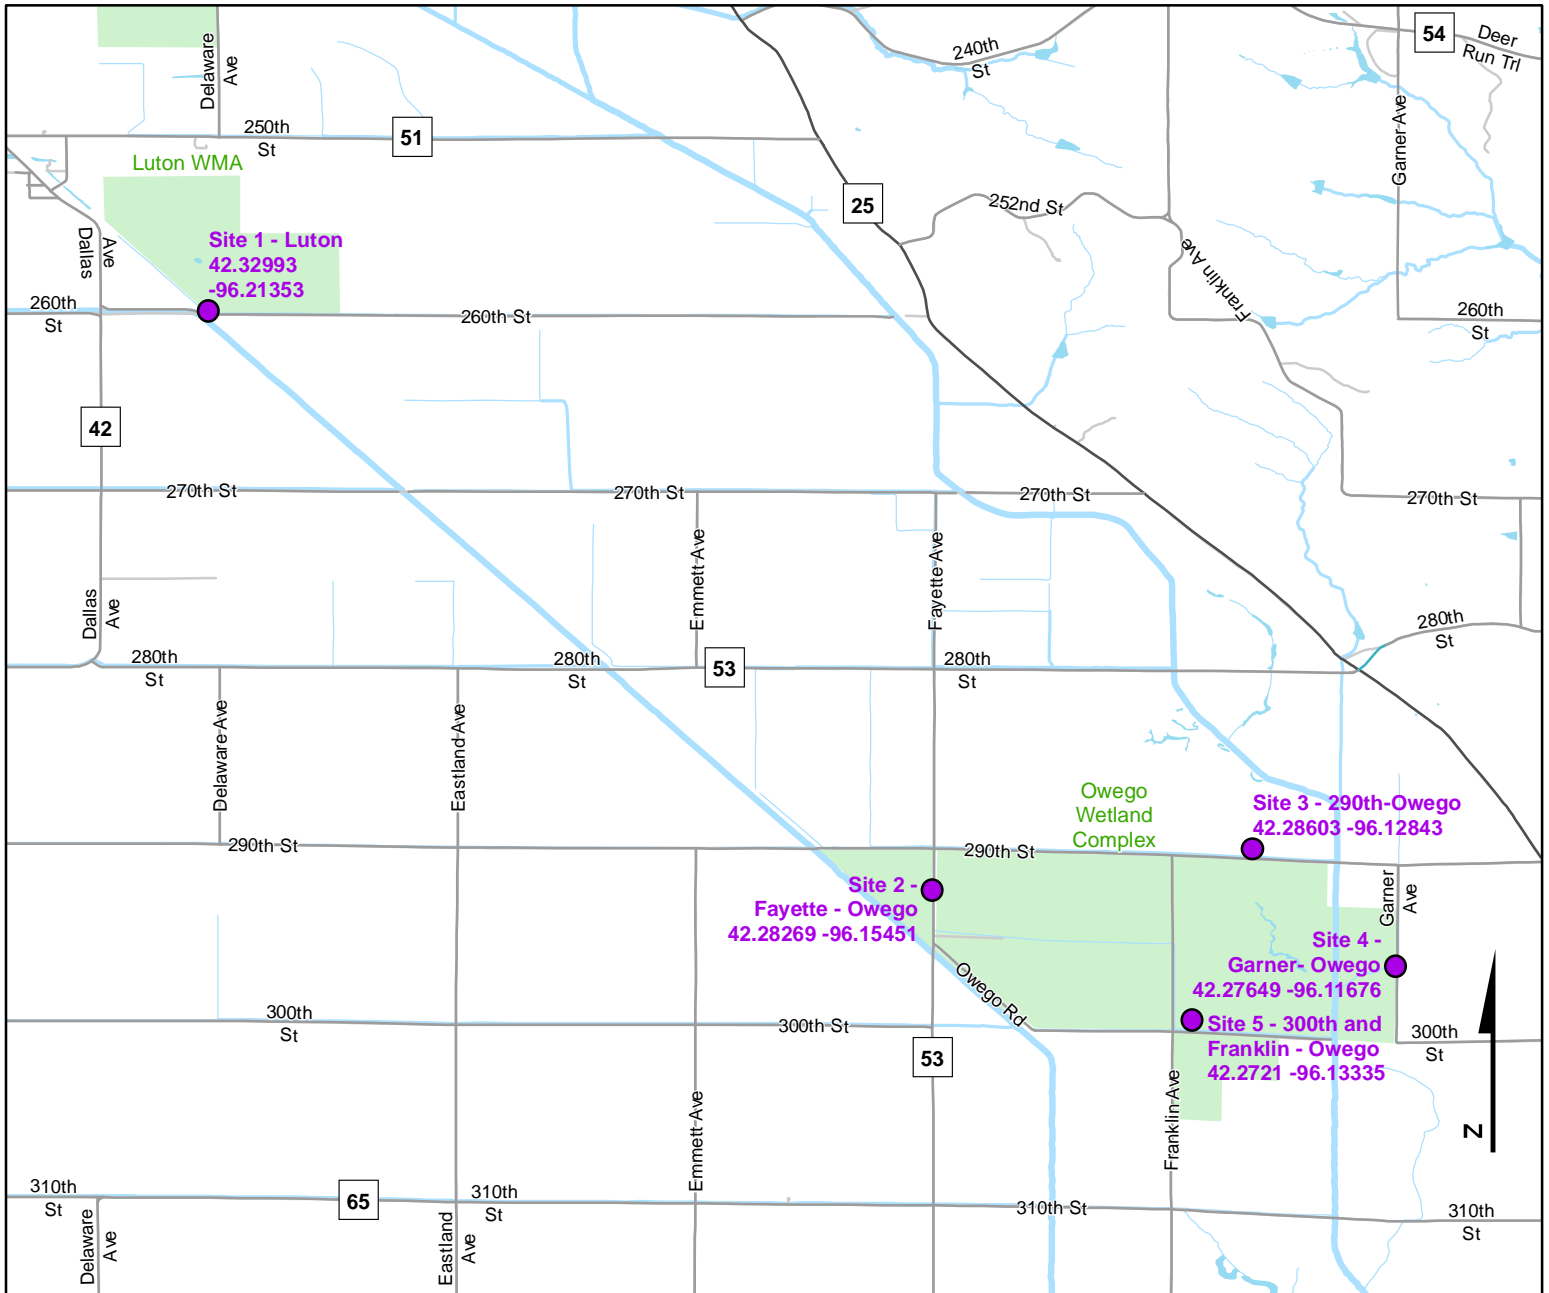 240th
St
54
Deer
Run Trl
Delaware
Ave
250th
St
51
Garner Ave
Luton WMA
25
252nd St
Dallas
Ave
Site 1 - Luton
42.32993
-96.21353
Franklin Ave
260th
St
260th St
260th
St
42
270th St
270th St
270th St
270th St
Emmett Ave
Fayette Ave
Dallas
Ave
280th
St
280th
St
280th
St
53
280th
St
Delaware Ave
Eastland Ave
Owego
Wetland
Complex
Site 3 - 290th-Owego
42.28603 -96.12843
290th St
290th St
Site 2 -
Fayette - Owego
42.28269 -96.15451
Garner
Ave
Site 4 -
Garner- Owego
42.27649 -96.11676
Owego Rd
300th
St
300th St
Site 5 - 300th and
Franklin - Owego
42.2721 -96.13335
300th
St
53
Emmett Ave
Franklin Ave
N
310th
St
65
310th
St
310th St
310th
St
Delaware
Ave
Eastland
Ave